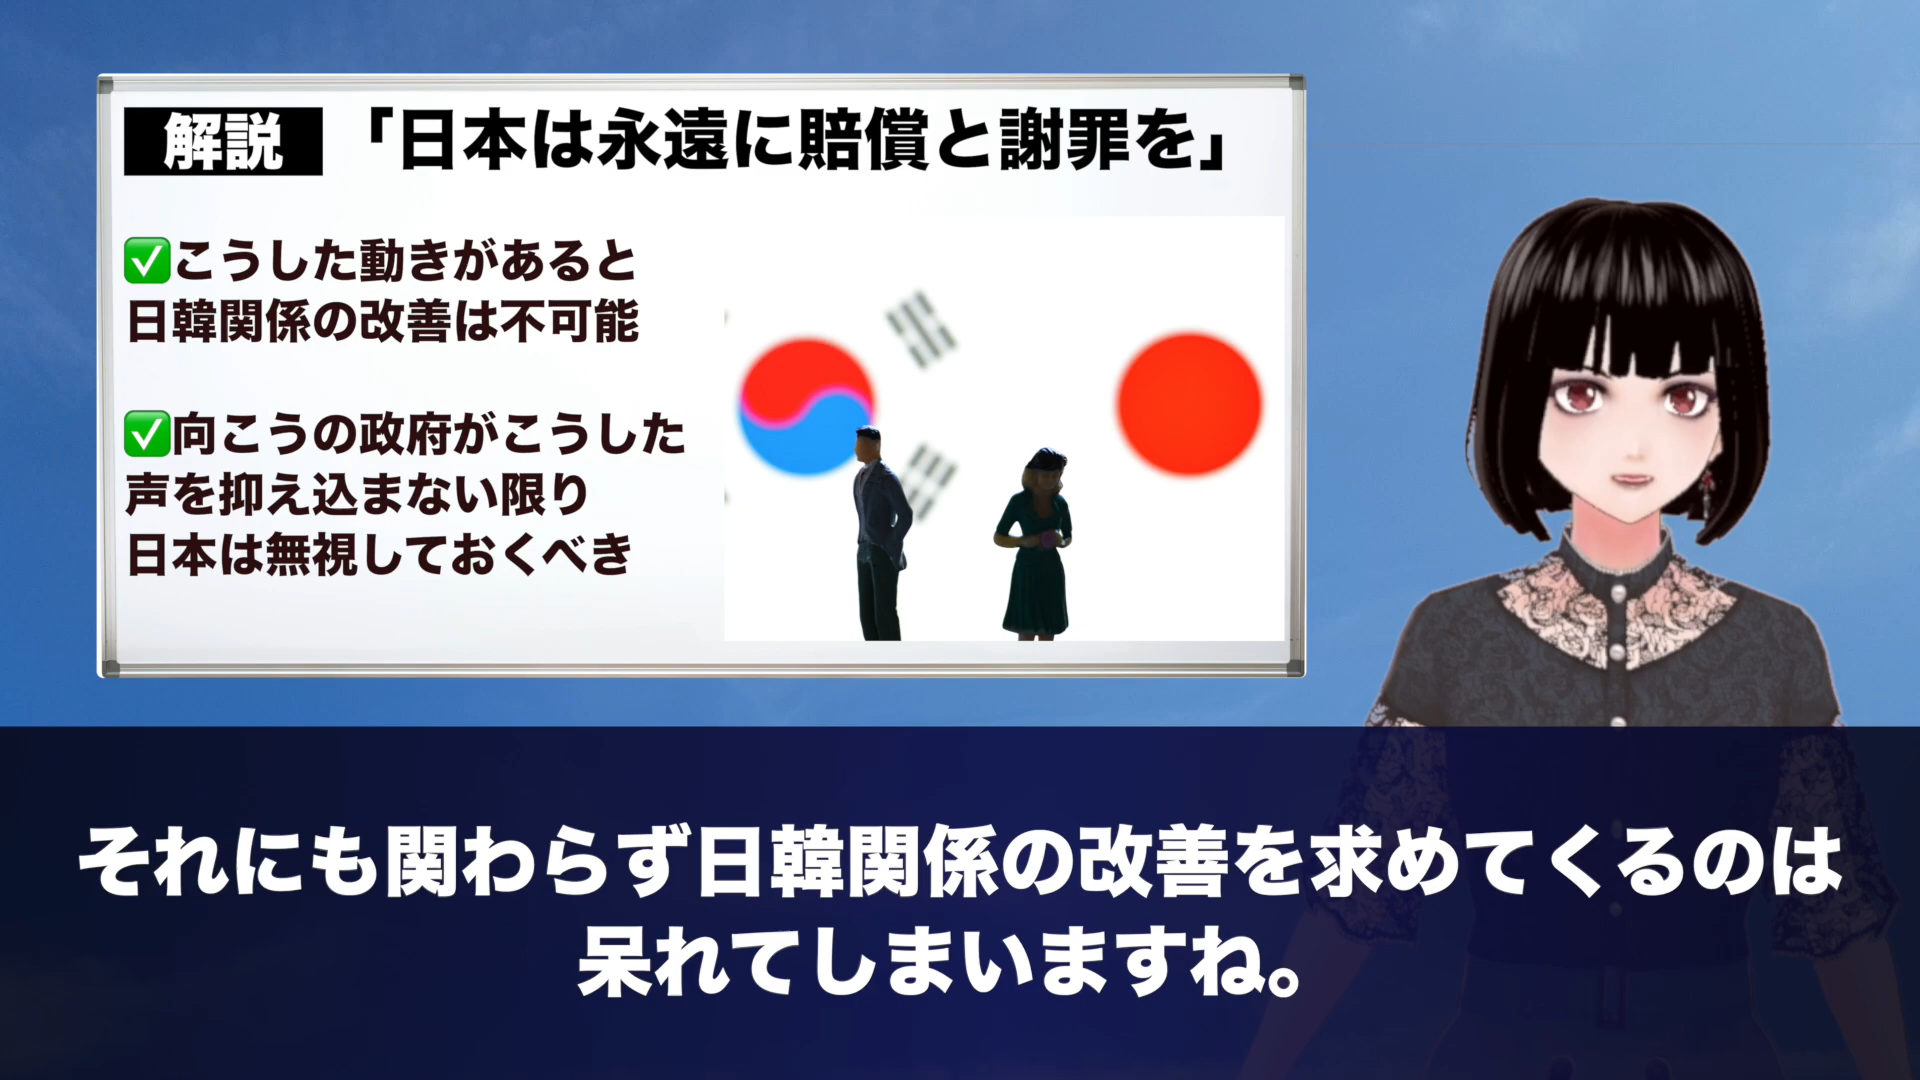 解説 「日本は永遠に賠償と謝罪を」
✅こうした動きがあると
日韓関係の改善は不可能
✅向こうの政府がこうした
声を抑え込まない限り
日本は無視しておくべき
それにも関わらず日韓関係の改善を求めてくるのは
呆れてしまいますね。